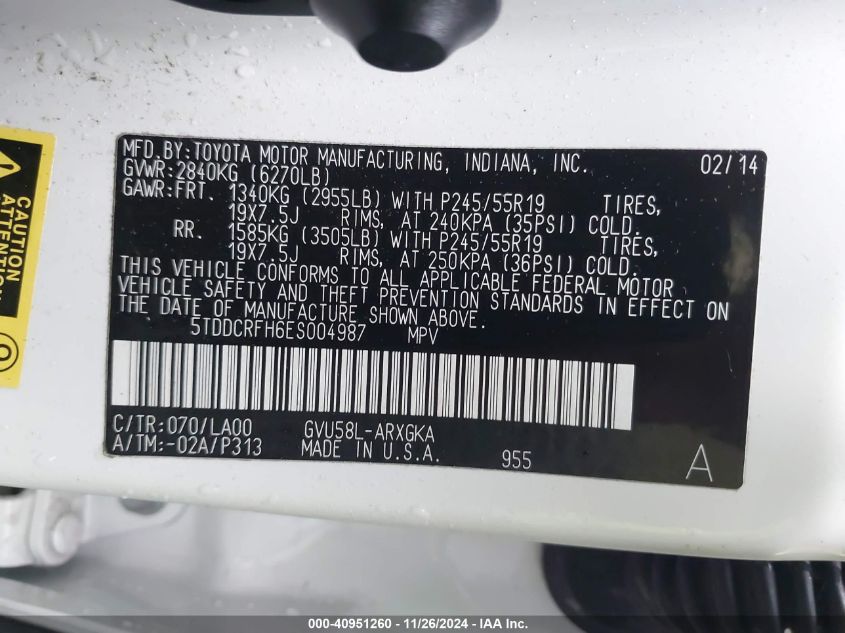 MFD.BY:TOYOTA MOTOR MANUFACTURING, INDIANA, INC. 02/14
GVWR:2840KG (6270LB)
GAWR:FRT. 1340KG (2955LB) WITH P245/55R19 TIRES,
19X7.5J RIMS, AT 240KPA (35PSI) COLD.
RR. 1585KG (3505LB) WITH P245/55R19 TIRES,
19X7.5J RIMS, AT 250KPA (36PSI) COLD.
THIS VEHICLE CONFORMS TO ALL APPLICABLE FEDERAL MOTOR
VEHICLE SAFETY AND THEFT PREVENTION STANDARDS IN EFFECT ON
THE DATE OF MANUFACTURE SHOWN ABOVE.
5TDDCRFH6ES004987 MPV
C/TR:070/LA00 GVU58L-ARXGKA
A/TM:-02A/P313 MADE IN U.S.A. 955 A
CAUTION
ATTENTION
000-40951260 - 11/26/2024 - IAA Inc.